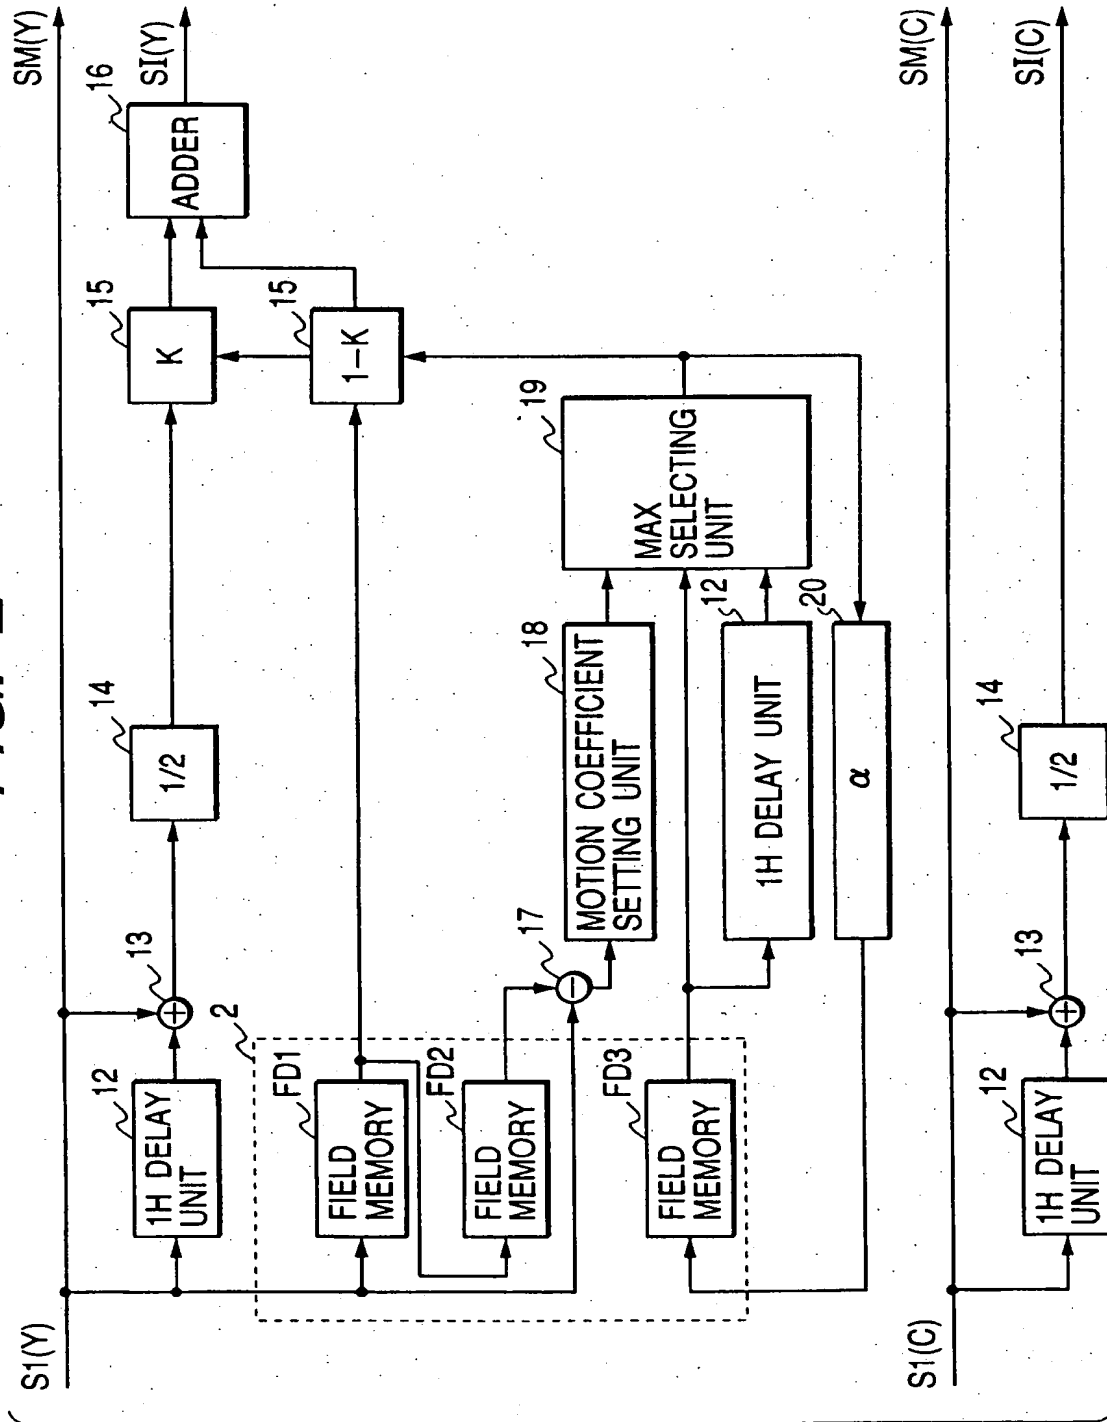 S1(Y)
SM(Y)
12
1H DELAY
UNIT
13
+
14
1/2
15
K
16
ADDER
SI(Y)
2
FD1
FIELD
MEMORY
15
1-K
FD2
FIELD
MEMORY
17
−
18
MOTION COEFFICIENT
SETTING UNIT
19
MAX
SELECTING
UNIT
FD3
FIELD
MEMORY
12
1H DELAY UNIT
20
α
S1(C)
SM(C)
12
1H DELAY
UNIT
13
+
14
1/2
SI(C)